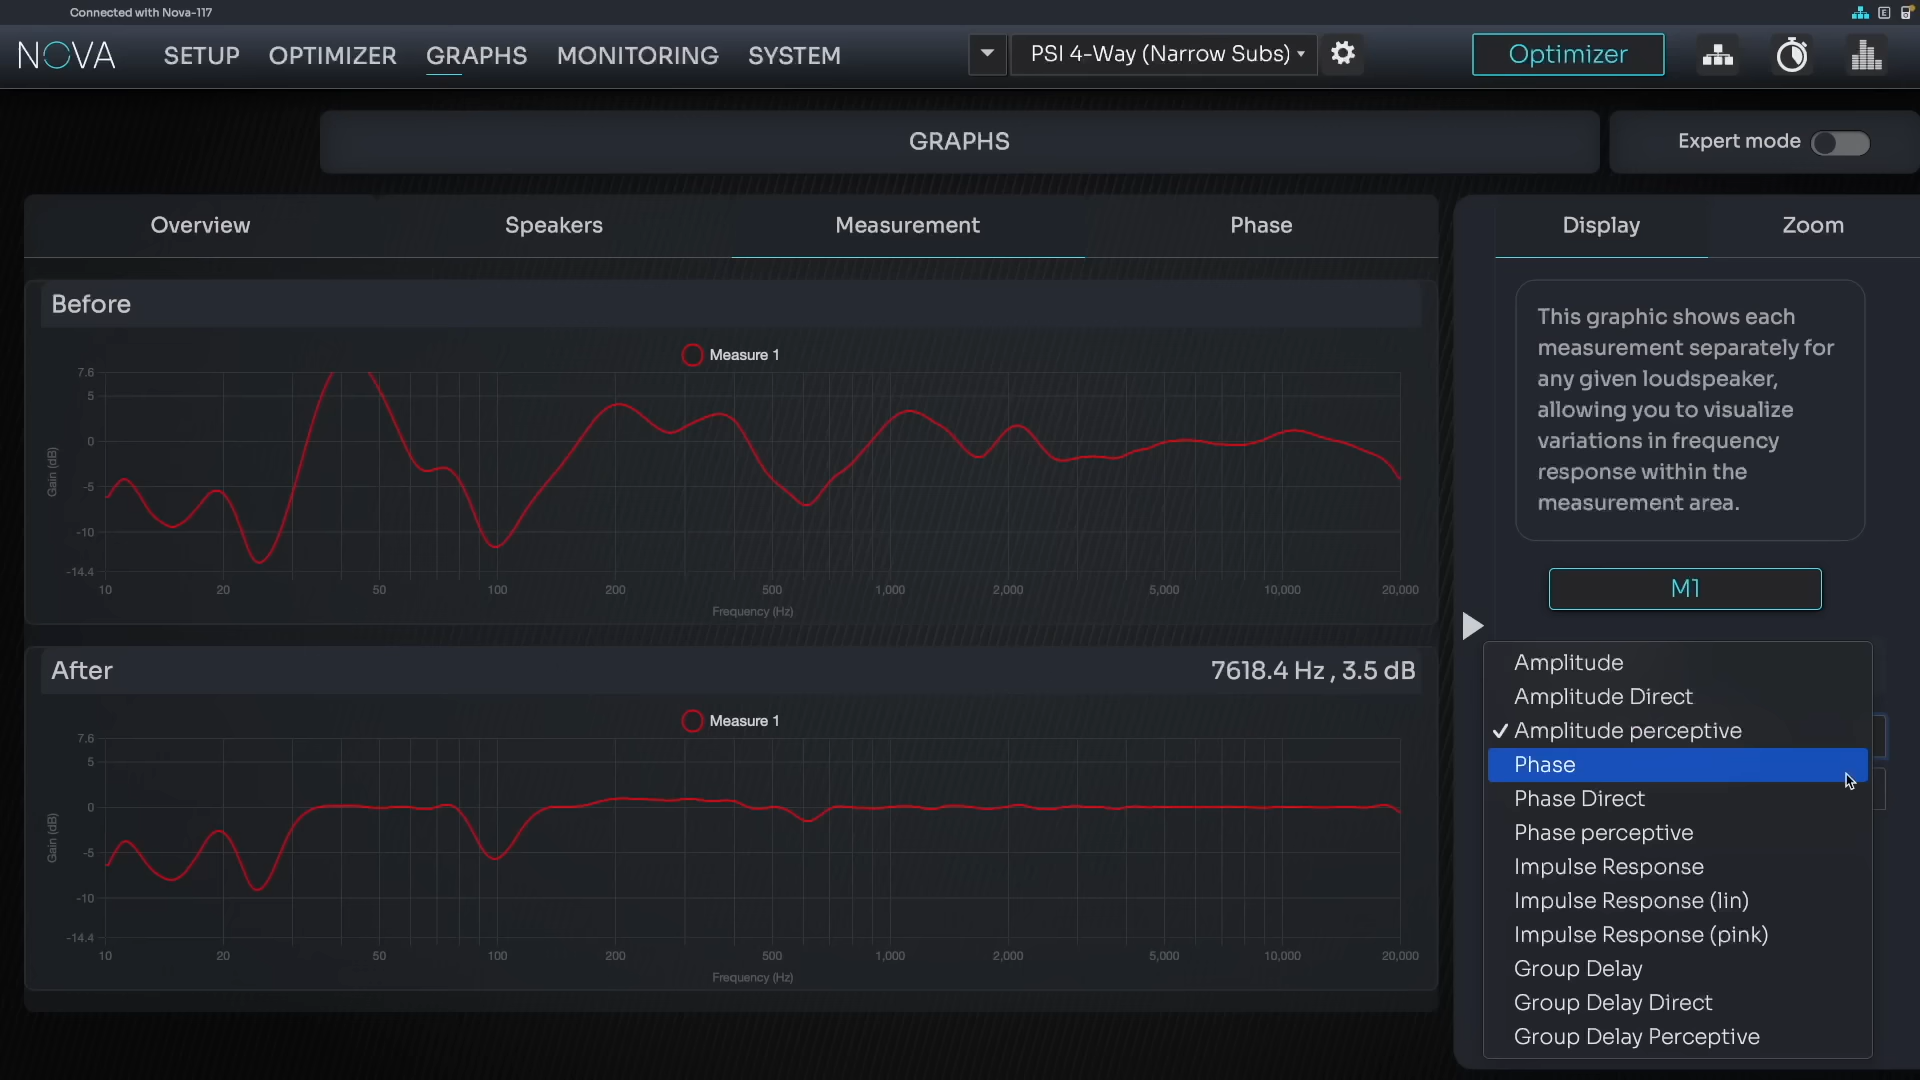 Connected with Nova-117
E
NOVA SETUP OPTIMIZER GRAPHS MONITORING SYSTEM PSI 4-Way (Narrow Subs) Optimizer
GRAPHS
Expert mode
Overview Speakers Measurement Phase
Display Zoom
Before
Measure 1
7.6
5
0
-5
-10
-14.4
Gain (dB)
10 20 50 100 200 500 1,000 2,000 5,000 10,000 20,000
Frequency (Hz)
After 7618.4 Hz , 3.5 dB
Measure 1
7.6
5
0
-5
-10
-14.4
Gain (dB)
10 20 50 100 200 500 1,000 2,000 5,000 10,000 20,000
Frequency (Hz)
This graphic shows each
measurement separately for
any given loudspeaker,
allowing you to visualize
variations in frequency
response within the
measurement area.
M1
Amplitude
Amplitude Direct
✓ Amplitude perceptive
Phase
Phase Direct
Phase perceptive
Impulse Response
Impulse Response (lin)
Impulse Response (pink)
Group Delay
Group Delay Direct
Group Delay Perceptive